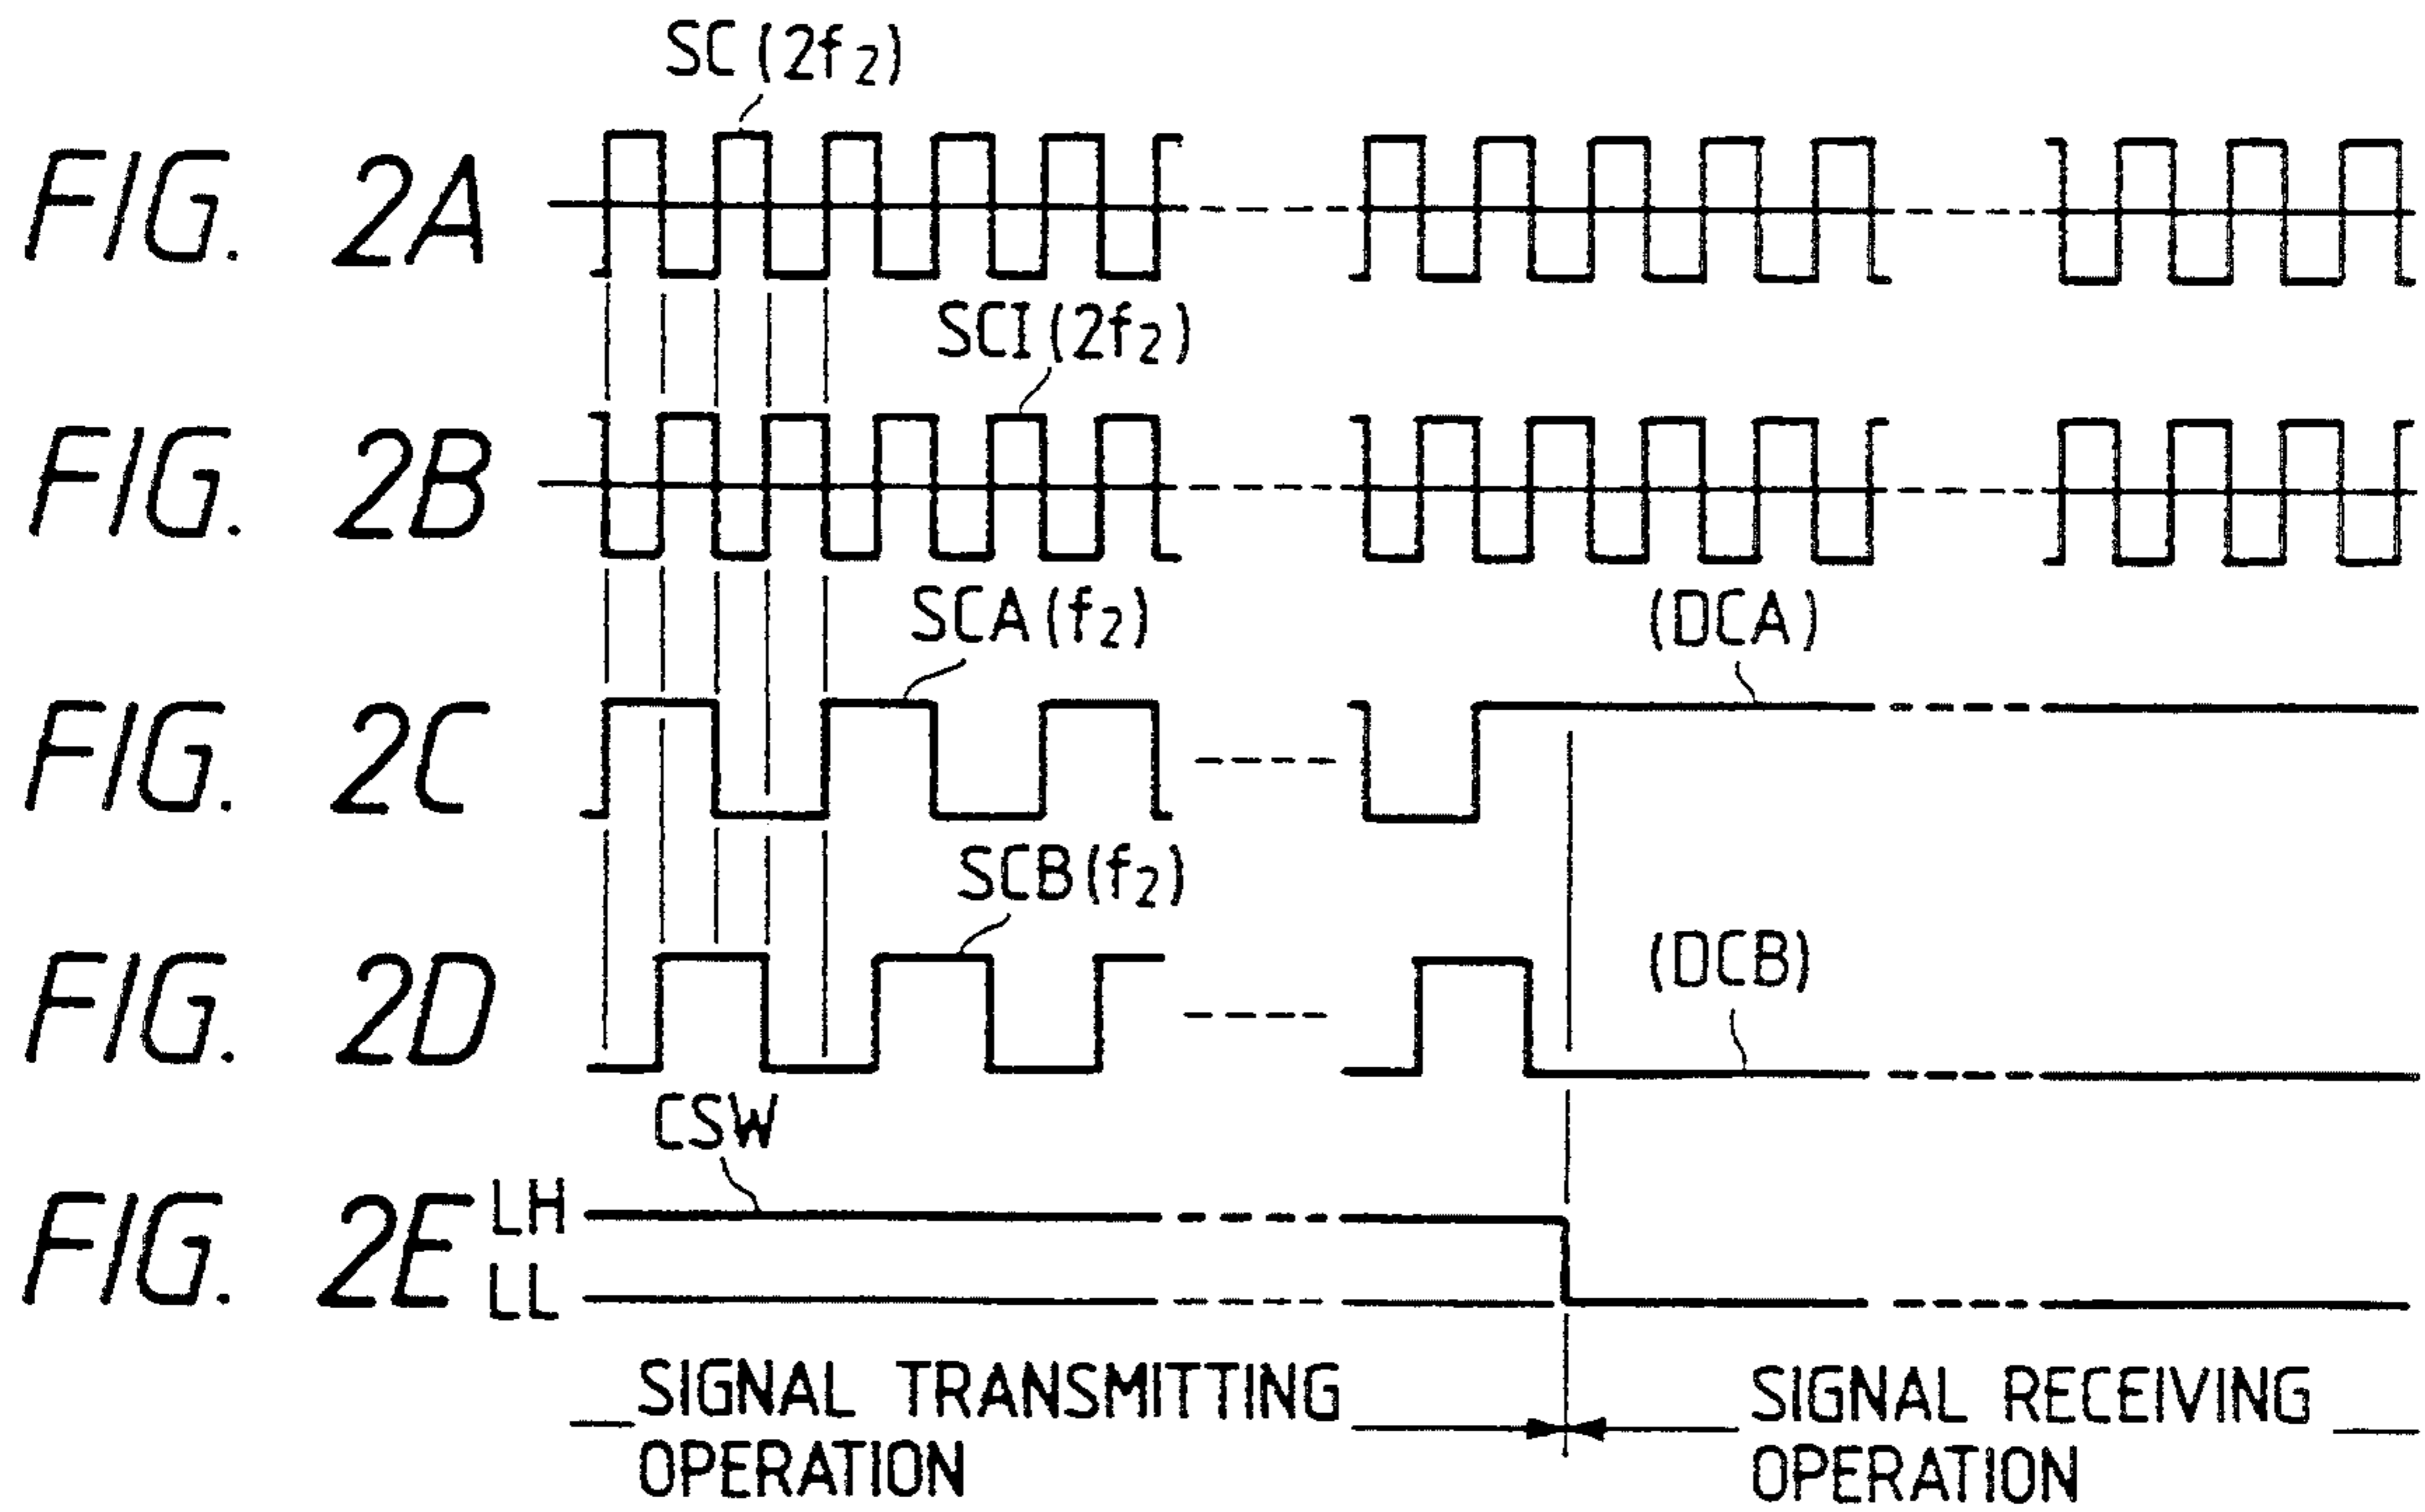 SC(2f2)
FIG. 2A
SCI(2f2)
FIG. 2B
SCA(f2)
(DCA)
FIG. 2C
SCB(f2)
(DCB)
FIG. 2D
CSW
FIG. 2E
LH
LL
SIGNAL TRANSMITTING
OPERATION
SIGNAL RECEIVING
OPERATION